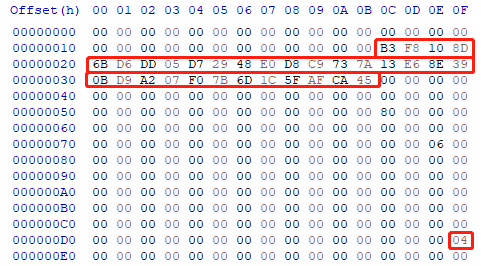 Offset(h) 00 01 02 03 04 05 06 07 08 09 0A 0B 0C 0D 0E 0F
00000000 00 00 00 00 00 00 00 00 00 00 00 00 00 00 00 00
00000010 00 00 00 00 00 00 00 00 00 00 00 00 B3 F8 10 8D
00000020 6B D6 DD 05 D7 29 48 E0 D8 C9 73 7A 13 E6 8E 39
00000030 0B D9 A2 07 F0 7B 6D 1C 5F AF CA 45 00 00 00 00
00000040 00 00 00 00 00 00 00 00 00 00 00 00 00 00 00 00
00000050 00 00 00 00 00 00 00 00 00 00 00 00 80 00 00 00
00000060 00 00 00 00 00 00 00 00 00 00 00 00 00 00 00 00
00000070 00 00 00 00 00 00 00 00 00 00 00 00 00 00 06 00
00000080 00 00 00 00 00 00 00 00 00 00 00 00 00 00 00 00
00000090 00 00 00 00 00 00 00 00 00 00 00 00 00 00 00 00
000000A0 00 00 00 00 00 00 00 00 00 00 00 00 00 00 00 00
000000B0 00 00 00 00 00 00 00 00 00 00 00 00 00 00 00 00
000000C0 00 00 00 00 00 00 00 00 00 00 00 00 00 00 00 00
000000D0 00 00 00 00 00 00 00 00 00 00 00 00 00 00 00 04
000000E0 00 00 00 00 00 00 00 00 00 00 00 00 00 00 00 00